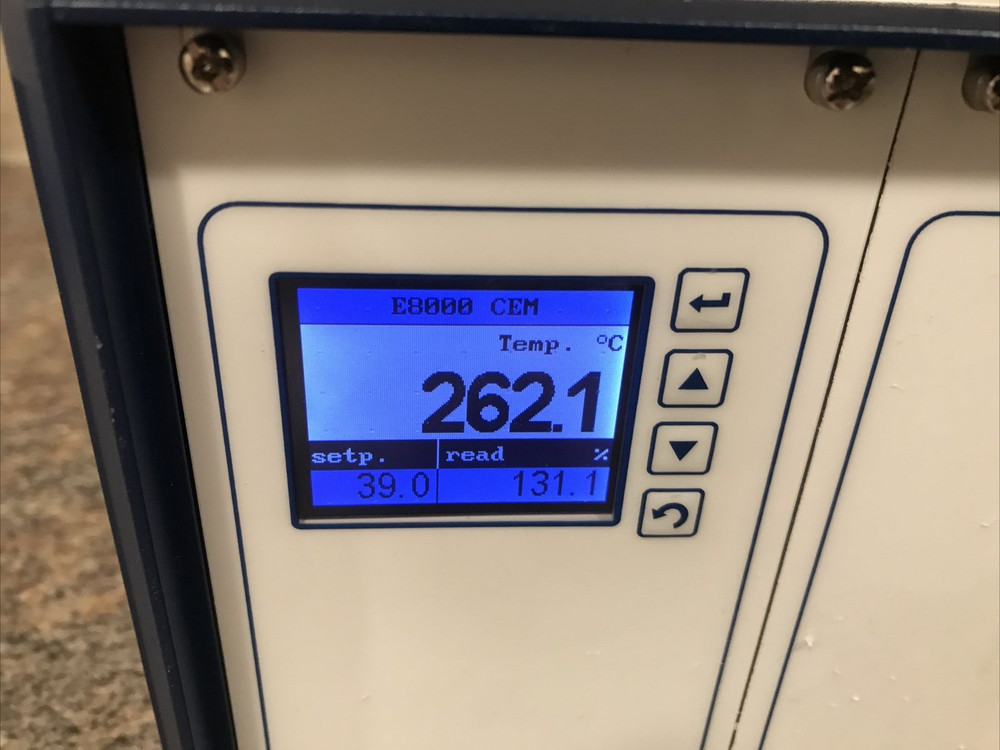 E8000 CEM
Temp. °C
262.1
setp. read %
39.0 131.1